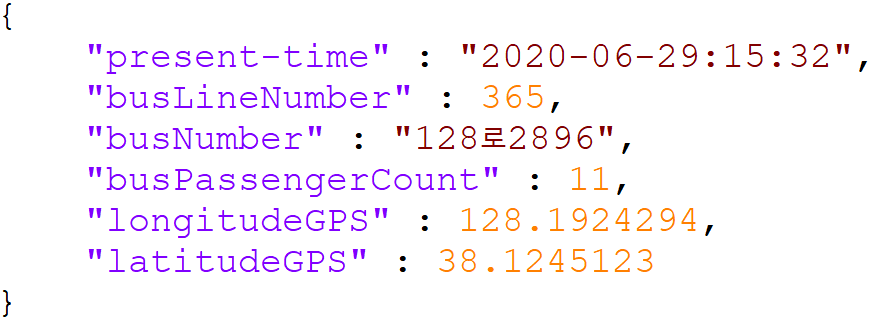 {
"present-time" : "2020-06-29:15:32",
"busLineNumber" : 365,
"busNumber" : "128로2896",
"busPassengerCount" : 11,
"longitudeGPS" : 128.1924294,
"latitudeGPS" : 38.1245123
}